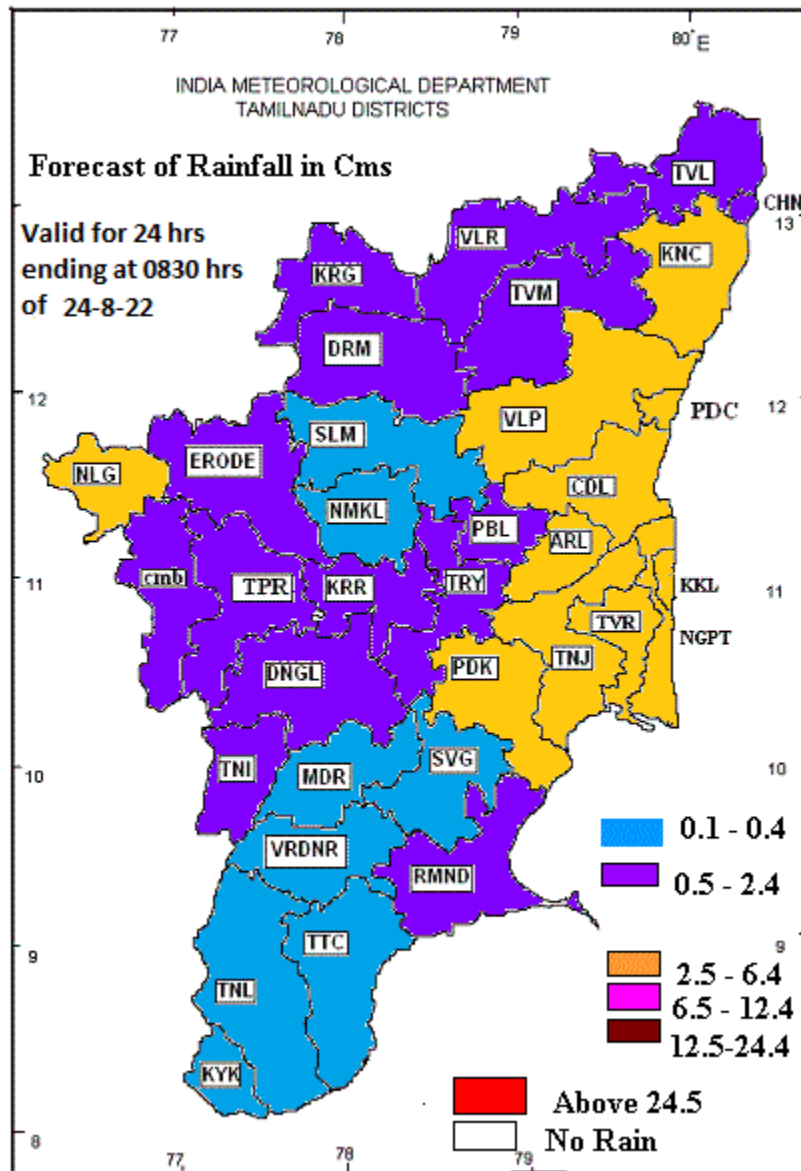 77 78 79 80°E
INDIA METEOROLOGICAL DEPARTMENT
TAMILNADU DISTRICTS
Forecast of Rainfall in Cms
TVL
CHN
13
Valid for 24 hrs
ending at 0830 hrs
of 24-8-22
VLR
KNC
KRG
TVM
DRM
12
VLP
PDC
12
SLM
ERODE
NLG
CDL
NMKL
PBL
ARL
11
cmb
TPR
KRR
TRY
KKL
11
TVR
NGPT
DNGL
PDK
TNJ
10
TNI
MDR
SVG
10
0.1 - 0.4
VRDNR
RMND
0.5 - 2.4
9
TTC
9
2.5 - 6.4
TNL
6.5 - 12.4
12.5-24.4
KYK
Above 24.5
8
No Rain
77 78 79